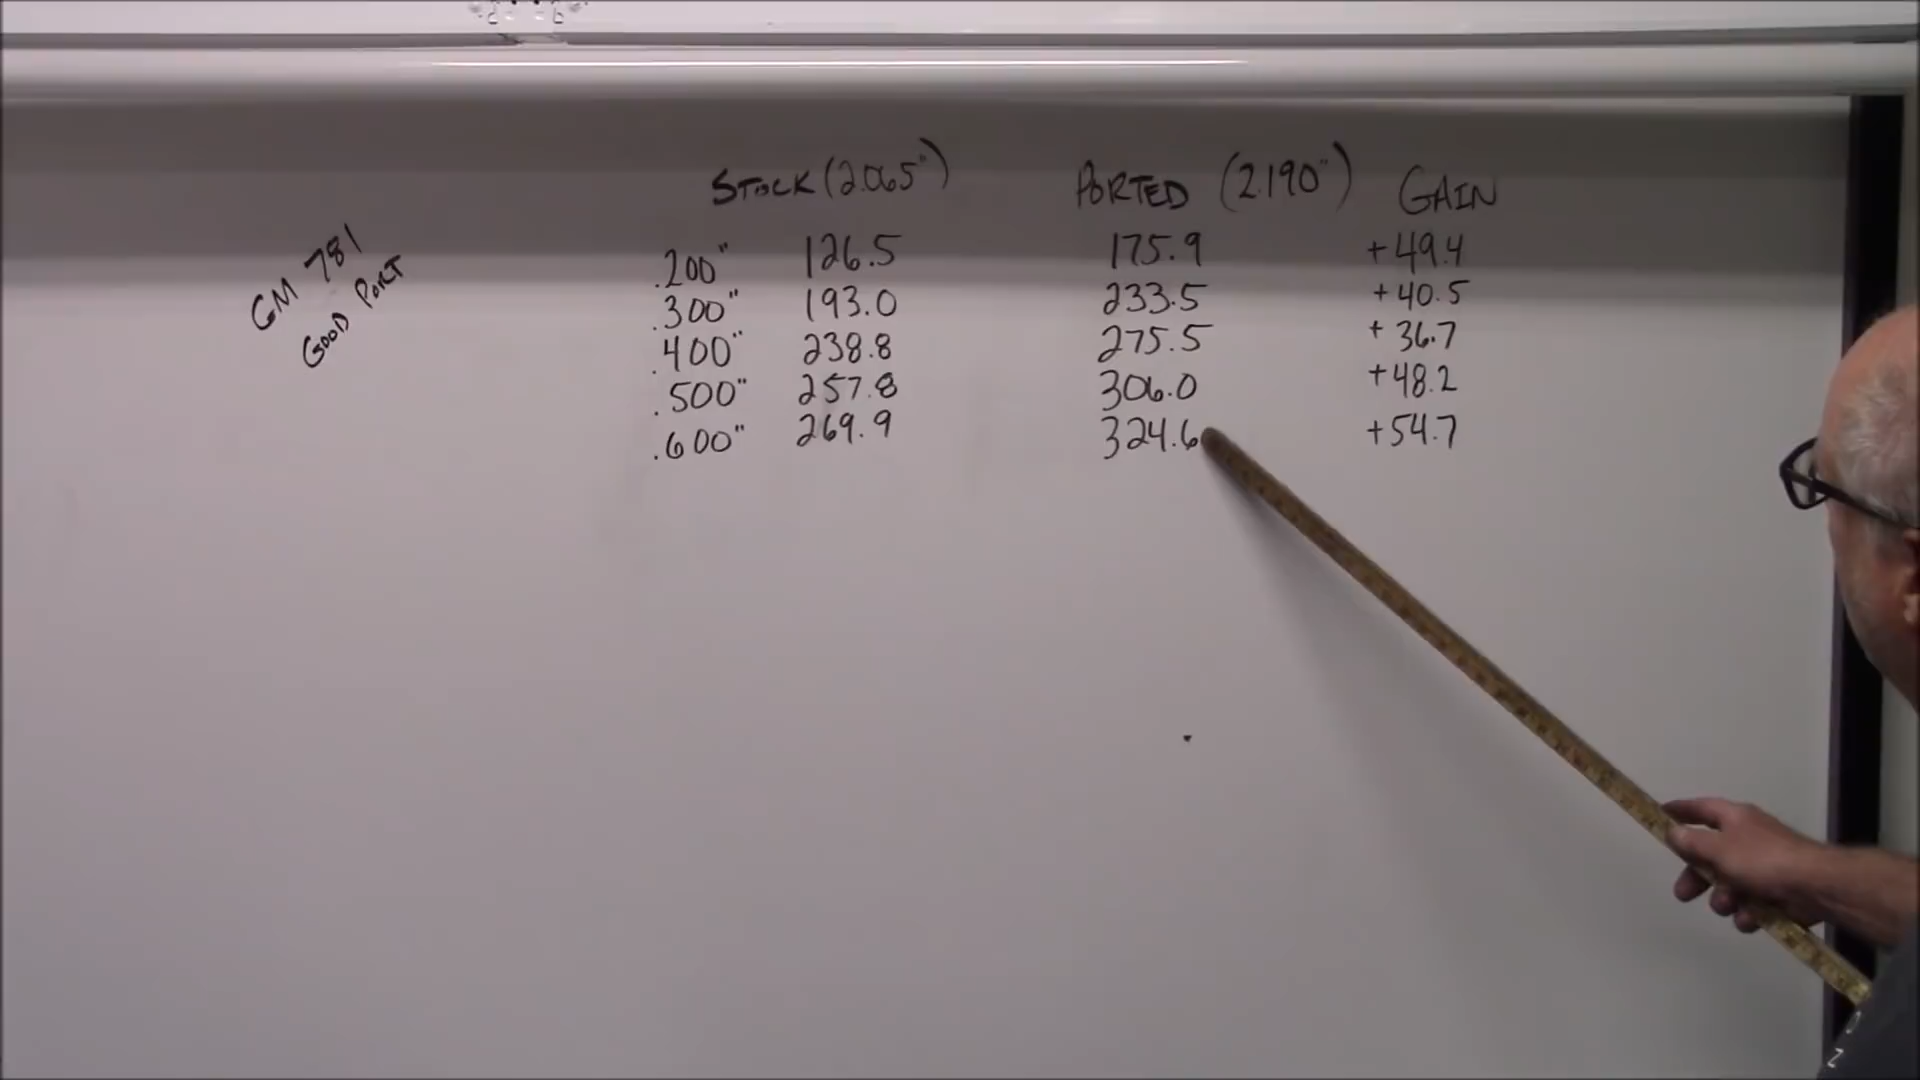 STOCK (2.065") PORTED (2.190") GAIN
GM 781
GOOD PORT
.200" 126.5 175.9 +49.4
.300" 193.0 233.5 +40.5
.400" 238.8 275.5 +36.7
.500" 257.8 306.0 +48.2
.600" 269.9 324.6 +54.7